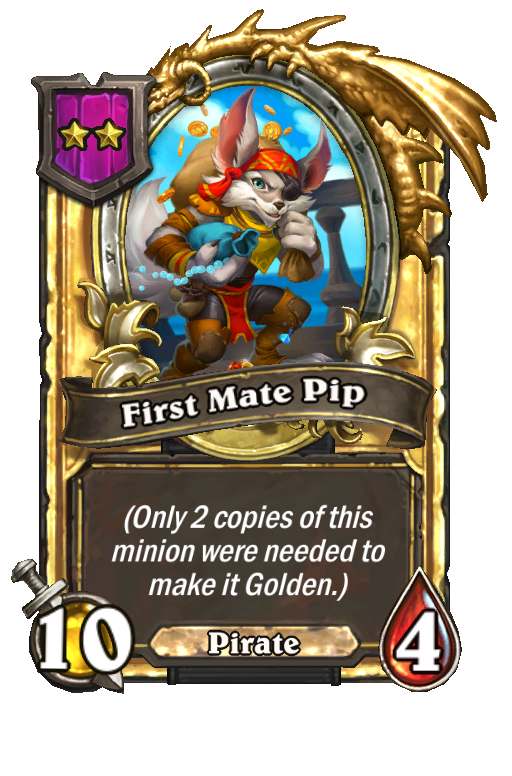 First Mate Pip
(Only 2 copies of this
minion were needed to
make it Golden.)
10
Pirate
4